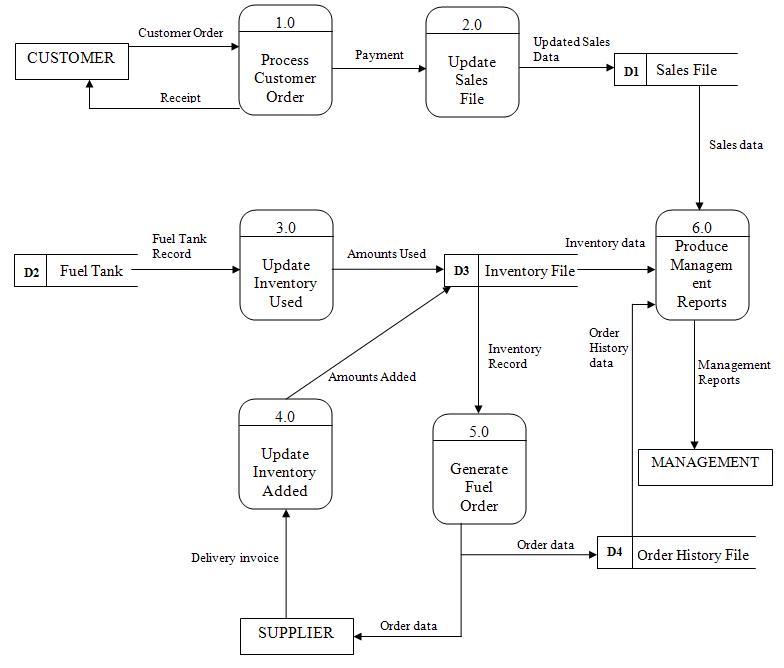 Customer Order
CUSTOMER
Receipt
1.0
Process
Customer
Order
Payment
2.0
Update
Sales
File
Updated Sales
Data
D1 Sales File
Sales data
D2 Fuel Tank
Fuel Tank
Record
3.0
Update
Inventory
Used
Amounts Used
D3 Inventory File
Inventory data
6.0
Produce
Managem
ent
Reports
Amounts Added
Inventory
Record
Order
History
data
Management
Reports
4.0
Update
Inventory
Added
5.0
Generate
Fuel
Order
MANAGEMENT
Delivery invoice
Order data
D4 Order History File
SUPPLIER
Order data